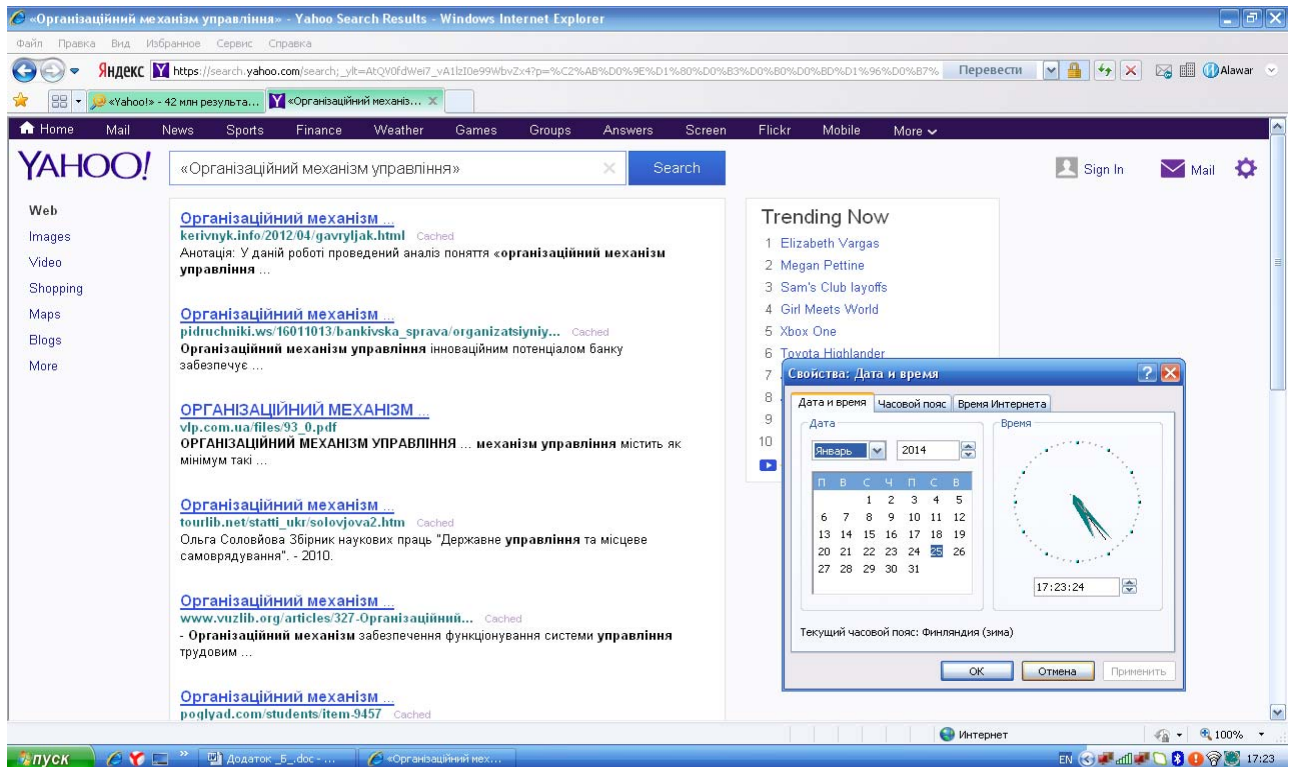 «Організаційний механізм управління» - Yahoo Search Results - Windows Internet Explorer
Файл Правка Вид Избранное Сервис Справка
Яндекс https://search.yahoo.com/search;_ylt=AtQV0fdWei7_vA1lzI0e99WbvZx4?p=%C2%AB%D0%9E%D1%80%D0%B3%D0%B0%D0%BD%D1%96%D0%B7% Перевести Alawar
«Yahoo!» - 42 млн результа... «Організаційний механіз...
Home Mail News Sports Finance Weather Games Groups Answers Screen Flickr Mobile More
YAHOO! «Організаційний механізм управління» Search Sign In Mail
Web
Images
Video
Shopping
Maps
Blogs
More
Організаційний механізм ...
kerivnyk.info/2012/04/gavryljak.html Cached
Анотація: У даній роботі проведений аналіз поняття «організаційний механізм
управління ...
Організаційний механізм ...
pidruchniki.ws/16011013/bankivska_sprava/organizatsiyniy... Cached
Організаційний механізм управління інноваційним потенціалом банку
забезпечує ...
ОРГАНІЗАЦІЙНИЙ МЕХАНІЗМ ...
vlp.com.ua/files/93_0.pdf
ОРГАНІЗАЦІЙНИЙ МЕХАНІЗМ УПРАВЛІННЯ ... механізм управління містить як
мінімум такі ...
Організаційний механізм ...
tourlib.net/statti_ukr/solovjova2.htm Cached
Ольга Соловйова Збірник наукових праць "Державне управління та місцеве
самоврядування". - 2010.
Організаційний механізм ...
www.vuzlib.org/articles/327-Організаційний... Cached
- Організаційний механізм забезпечення функціонування системи управління
трудовим ...
Організаційний механізм ...
poglyad.com/students/item-9457 Cached
Trending Now
1 Elizabeth Vargas
2 Megan Pettine
3 Sam's Club layoffs
4 Girl Meets World
5 Xbox One
6 Toyota Highlander
7
8
9
10
Свойства: Дата и время
Дата и время Часовой пояс Время Интернета
Дата
Январь 2014
П В С Ч П С В
1 2 3 4 5
6 7 8 9 10 11 12
13 14 15 16 17 18 19
20 21 22 23 24 25 26
27 28 29 30 31
Время
17:23:24
Текущий часовой пояс: Финляндия (зима)
ОК Отмена Применить
Интернет 100%
пуск Додаток _Б_.doc - ... «Організаційний мех... EN 17:23